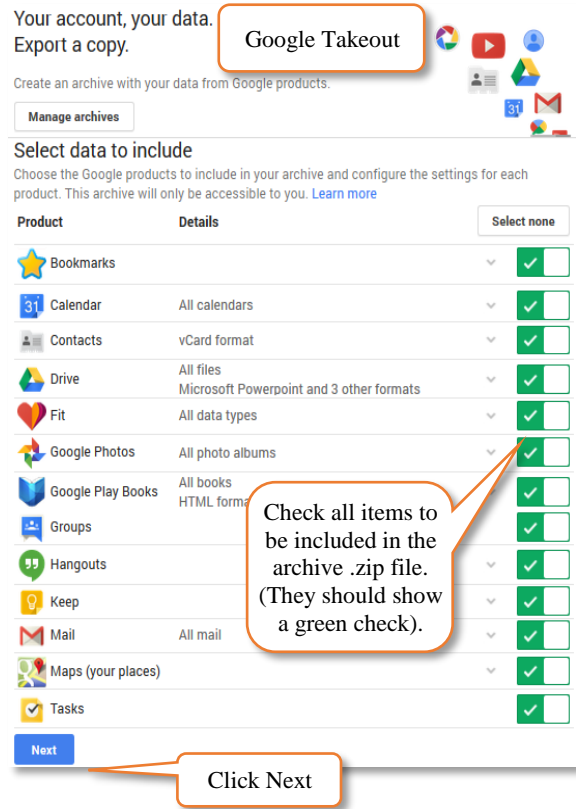 Your account, your data.
Export a copy.
Google Takeout
Create an archive with your data from Google products.
Manage archives
31
Select data to include
Choose the Google products to include in your archive and configure the settings for each
product. This archive will only be accessible to you. Learn more
Product Details Select none
Bookmarks
31 Calendar All calendars
Contacts vCard format
Drive All files
Microsoft Powerpoint and 3 other formats
Fit All data types
Google Photos All photo albums
Google Play Books All books
HTML forma
Groups
Hangouts
Keep
Mail All mail
Maps (your places)
Tasks
Check all items to
be included in the
archive .zip file.
(They should show
a green check).
Next
Click Next